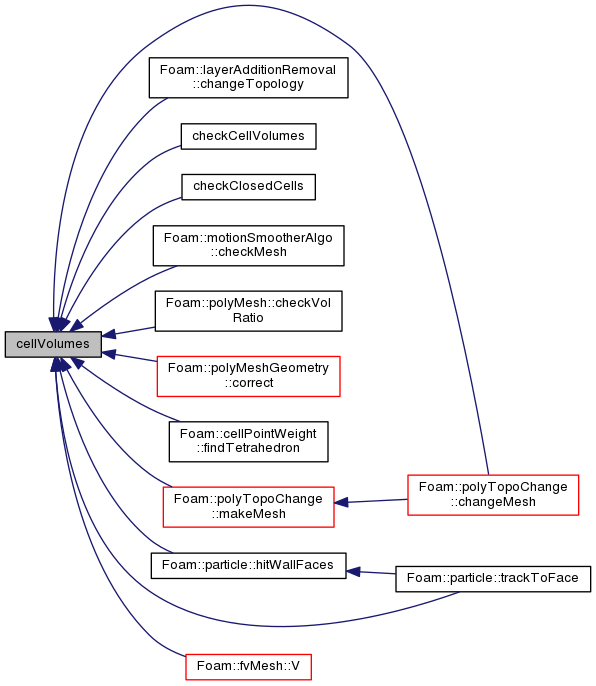 Foam::layerAdditionRemoval
::changeTopology
checkCellVolumes
checkClosedCells
Foam::motionSmootherAlgo
::checkMesh
Foam::polyMesh::checkVol
Ratio
cellVolumes
Foam::polyMeshGeometry
::correct
Foam::cellPointWeight
::findTetrahedron
Foam::polyTopoChange
::makeMesh
Foam::polyTopoChange
::changeMesh
Foam::particle::hitWallFaces
Foam::particle::trackToFace
Foam::fvMesh::V